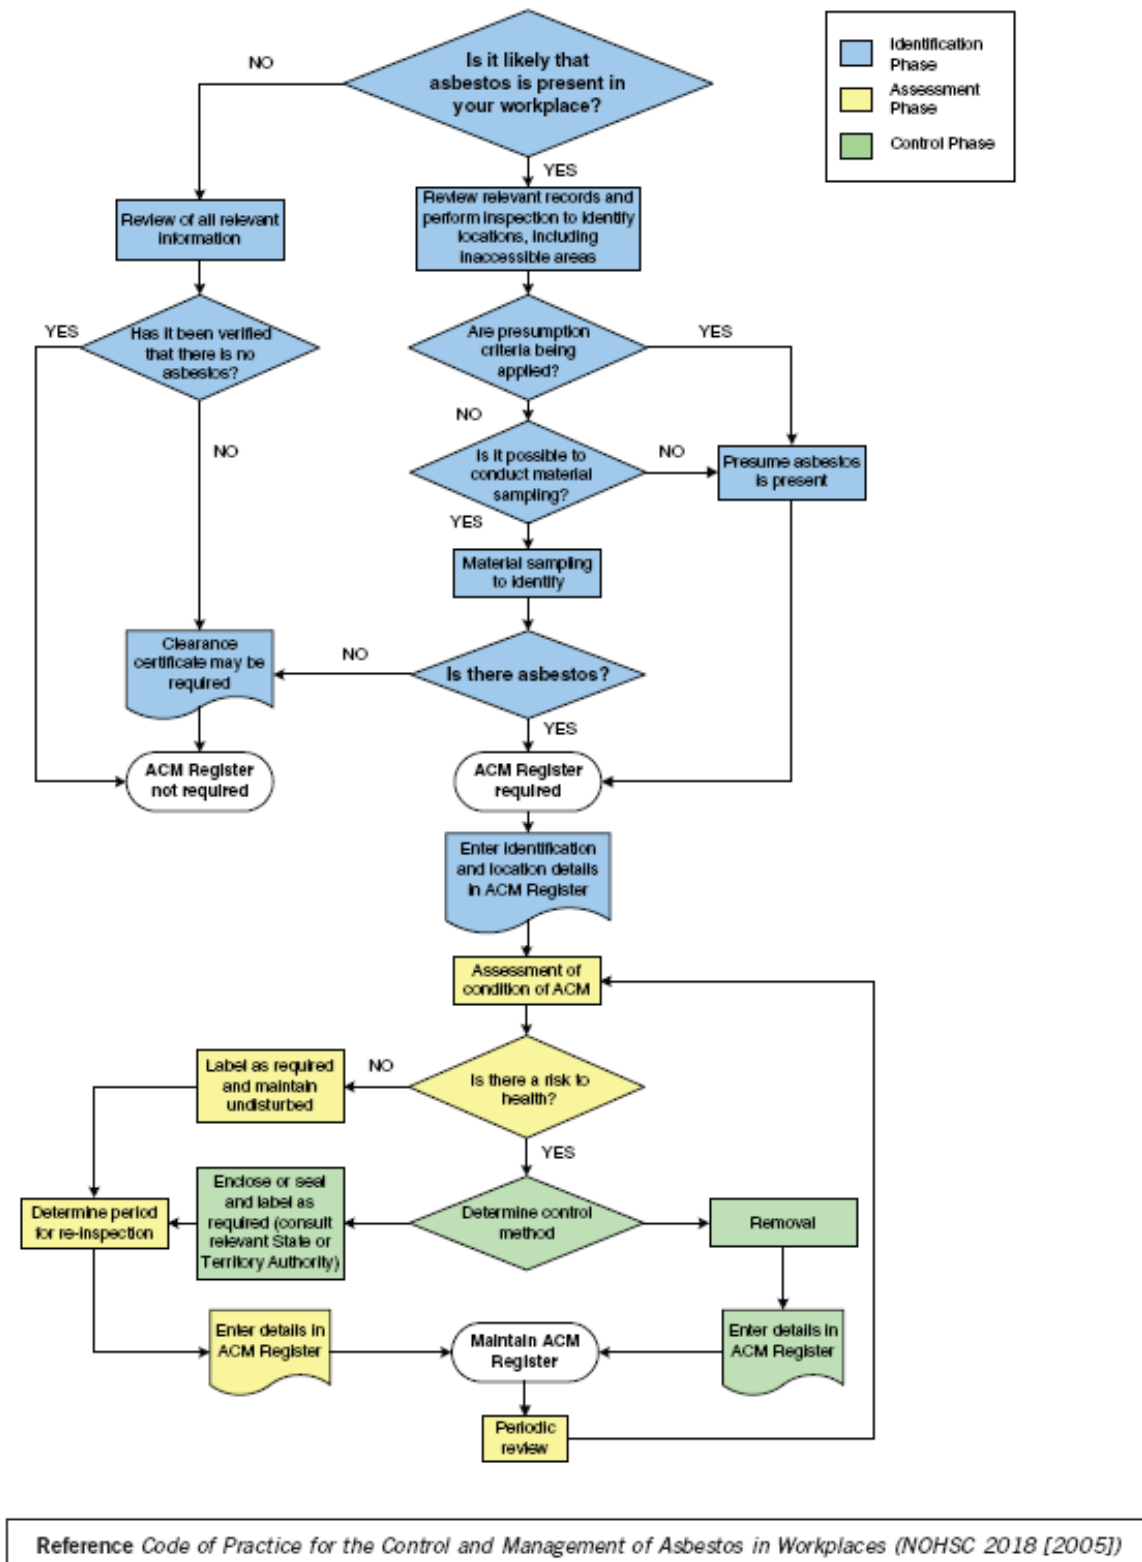 Is it likely that
asbestos is present in
your workplace?
NO
YES
Identification
Phase
Assessment
Phase
Control Phase
Review of all relevant
information
Review relevant records and
perform inspection to identify
locations, including
inaccessible areas
YES
Has it been verified
that there is no
asbestos?
NO
Are presumption
criteria being
applied?
YES
NO
Is it possible to
conduct material
sampling?
NO
Presume asbestos
is present
YES
Material sampling
to identify
Clearance
certificate may be
required
NO
Is there asbestos?
YES
ACM Register
not required
ACM Register
required
Enter identification
and location details
in ACM Register
Assessment of
condition of ACM
Label as required
and maintain
undisturbed
NO
Is there a risk to
health?
YES
Determine period
for re-inspection
Enclose or seal
and label as
required (consult
relevant State or
Territory Authority)
Determine control
method
Removal
Enter details in
ACM Register
Maintain ACM
Register
Enter details in
ACM Register
Periodic
review
Reference Code of Practice for the Control and Management of Asbestos in Workplaces (NOHSC 2018 [2005])